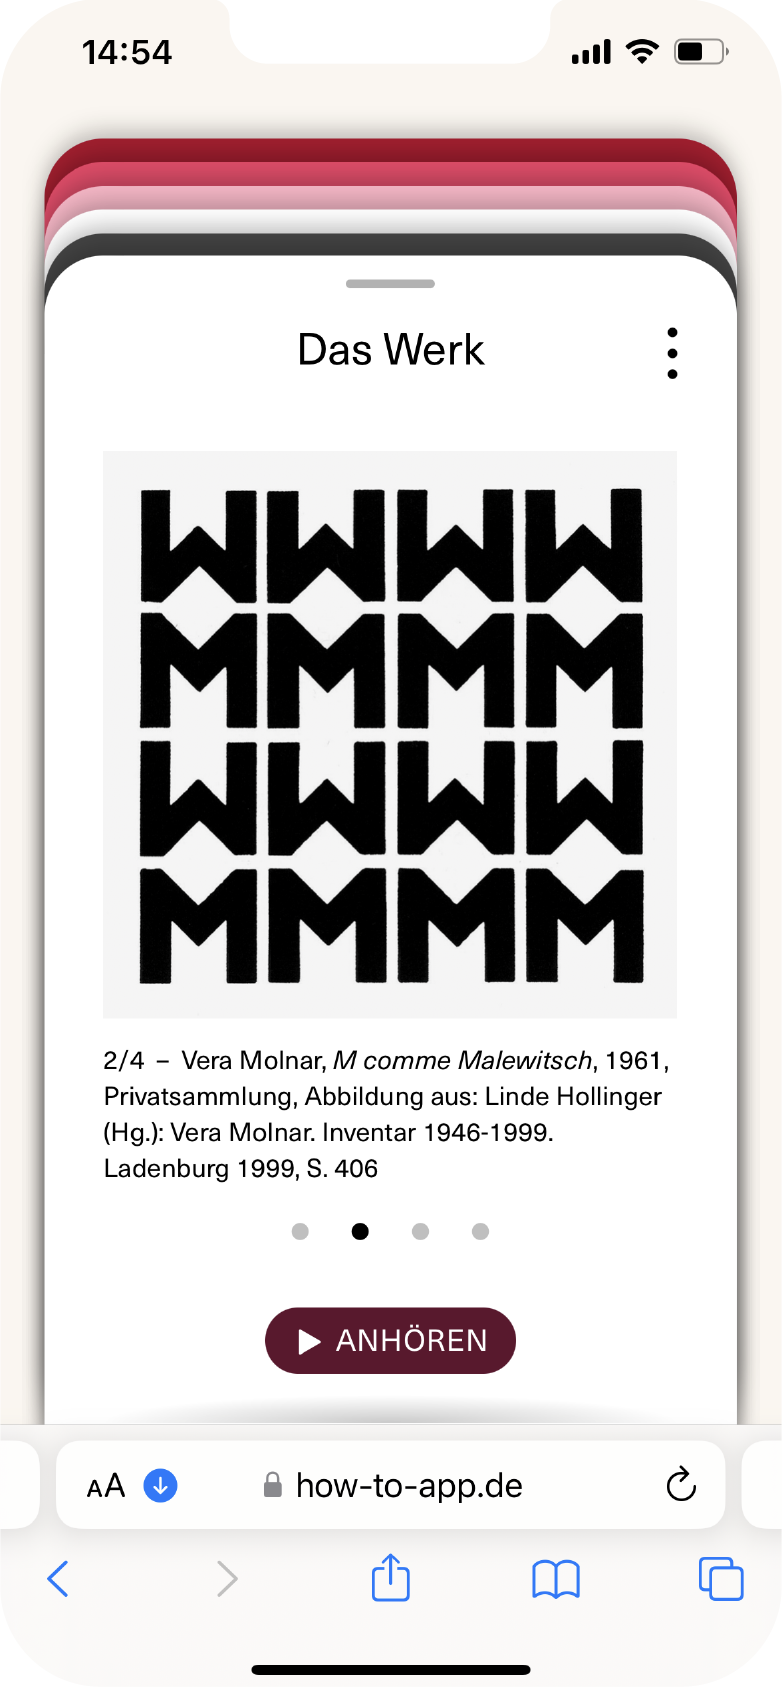 14:54
Das Werk
WWWW
MMMM
WWWW
MMMM
2/4 – Vera Molnar, M comme Malewitsch, 1961,
Privatsammlung, Abbildung aus: Linde Hollinger
(Hg.): Vera Molnar. Inventar 1946-1999.
Ladenburg 1999, S. 406
ANHÖREN
AA how-to-app.de